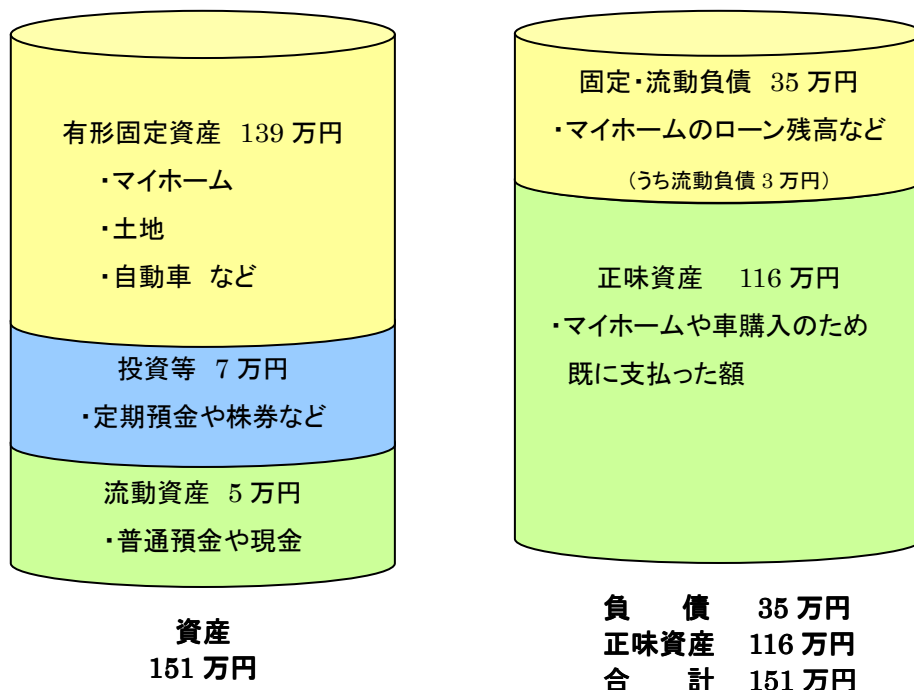 有形固定資産 139 万円
・マイホーム
・土地
・自動車 など
投資等 7 万円
・定期預金や株券など
流動資産 5 万円
・普通預金や現金
資産
151 万円
固定・流動負債 35 万円
・マイホームのローン残高など
（うち流動負債 3 万円）
正味資産 116 万円
・マイホームや車購入のため
既に支払った額
負 債 35 万円
正味資産 116 万円
合 計 151 万円